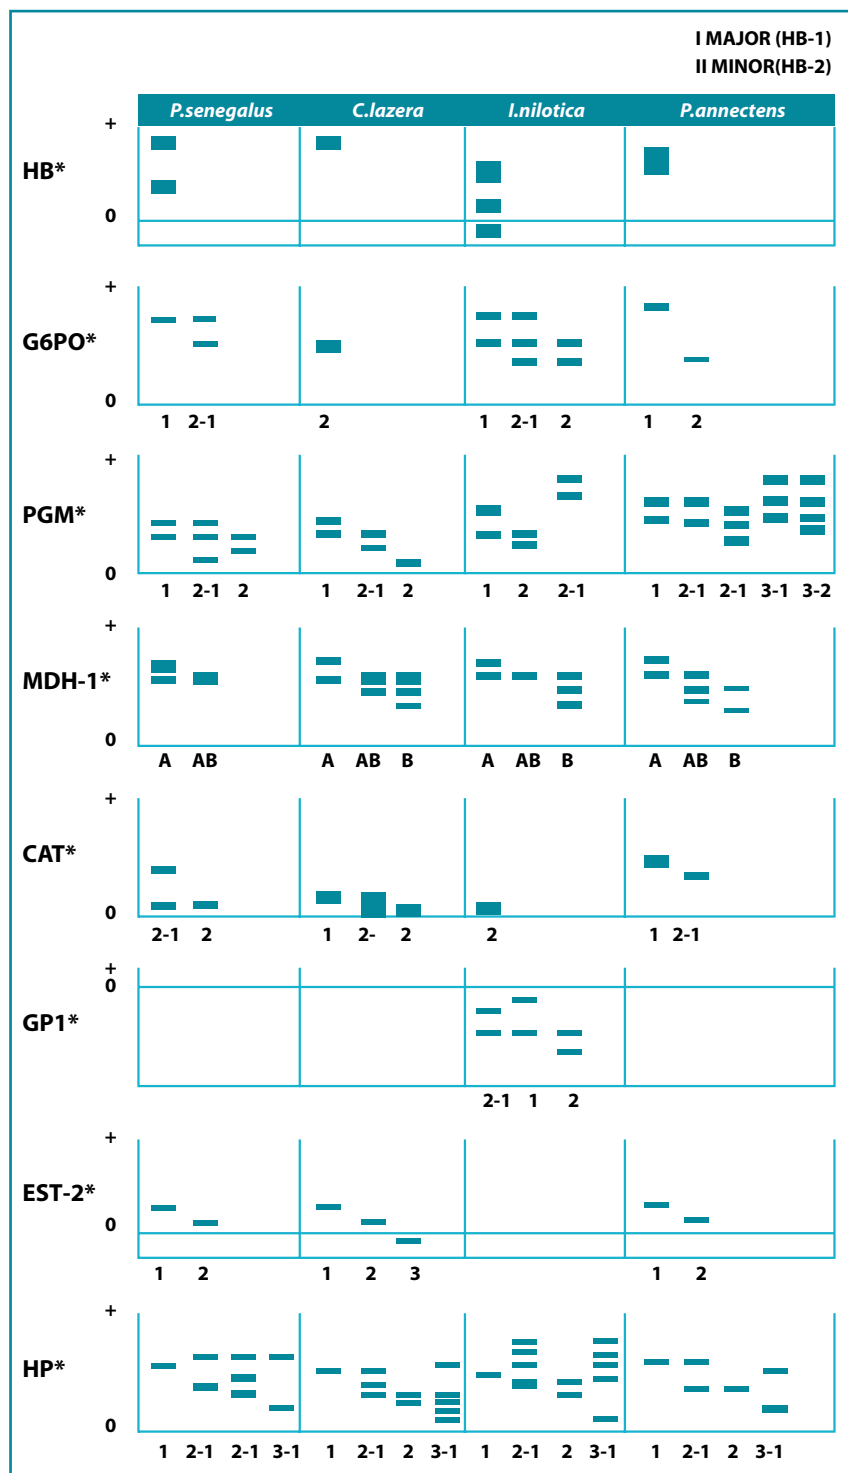 I MAJOR (HB-1)
II MINOR(HB-2)
P.senegalus C.lazera I.nilotica P.annectens
+
HB*
0
+
G6PO*
0
1 2-1 2 1 2-1 2 1 2
+
PGM*
0
1 2-1 2 1 2-1 2 1 2 2-1 1 2-1 2-1 3-1 3-2
+
MDH-1*
0
A AB A AB B A AB B A AB B
+
CAT*
0
2-1 2 1 2- 2 2 1 2-1
+
0
GP1*
2-1 1 2
+
EST-2*
0
1 2 1 2 3 1 2
+
HP*
0
1 2-1 2-1 3-1 1 2-1 2 3-1 1 2-1 2 3-1 1 2-1 2 3-1